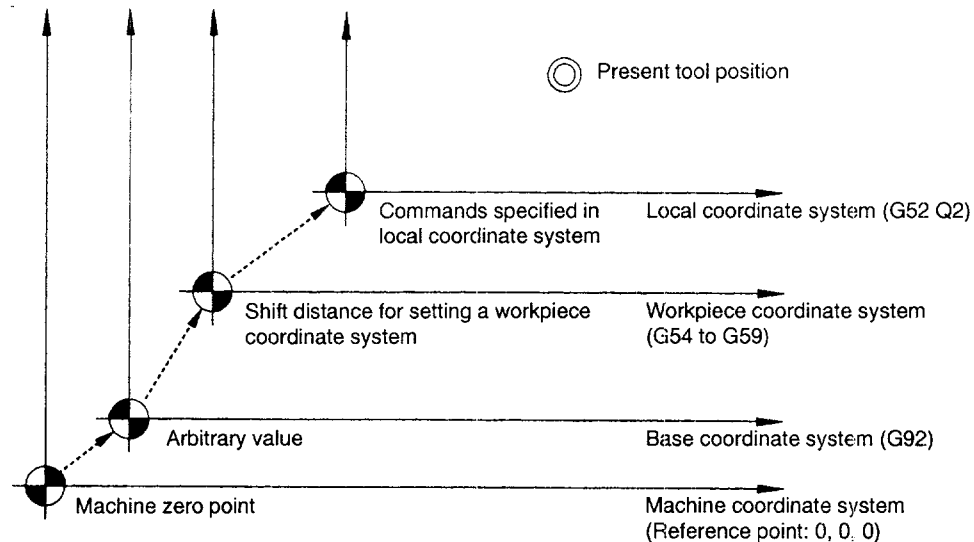 Present tool position
Commands specified in
local coordinate system
Local coordinate system (G52 Q2)
Shift distance for setting a workpiece
coordinate system
Workpiece coordinate system
(G54 to G59)
Arbitrary value
Base coordinate system (G92)
Machine zero point
Machine coordinate system
(Reference point: 0, 0, 0)